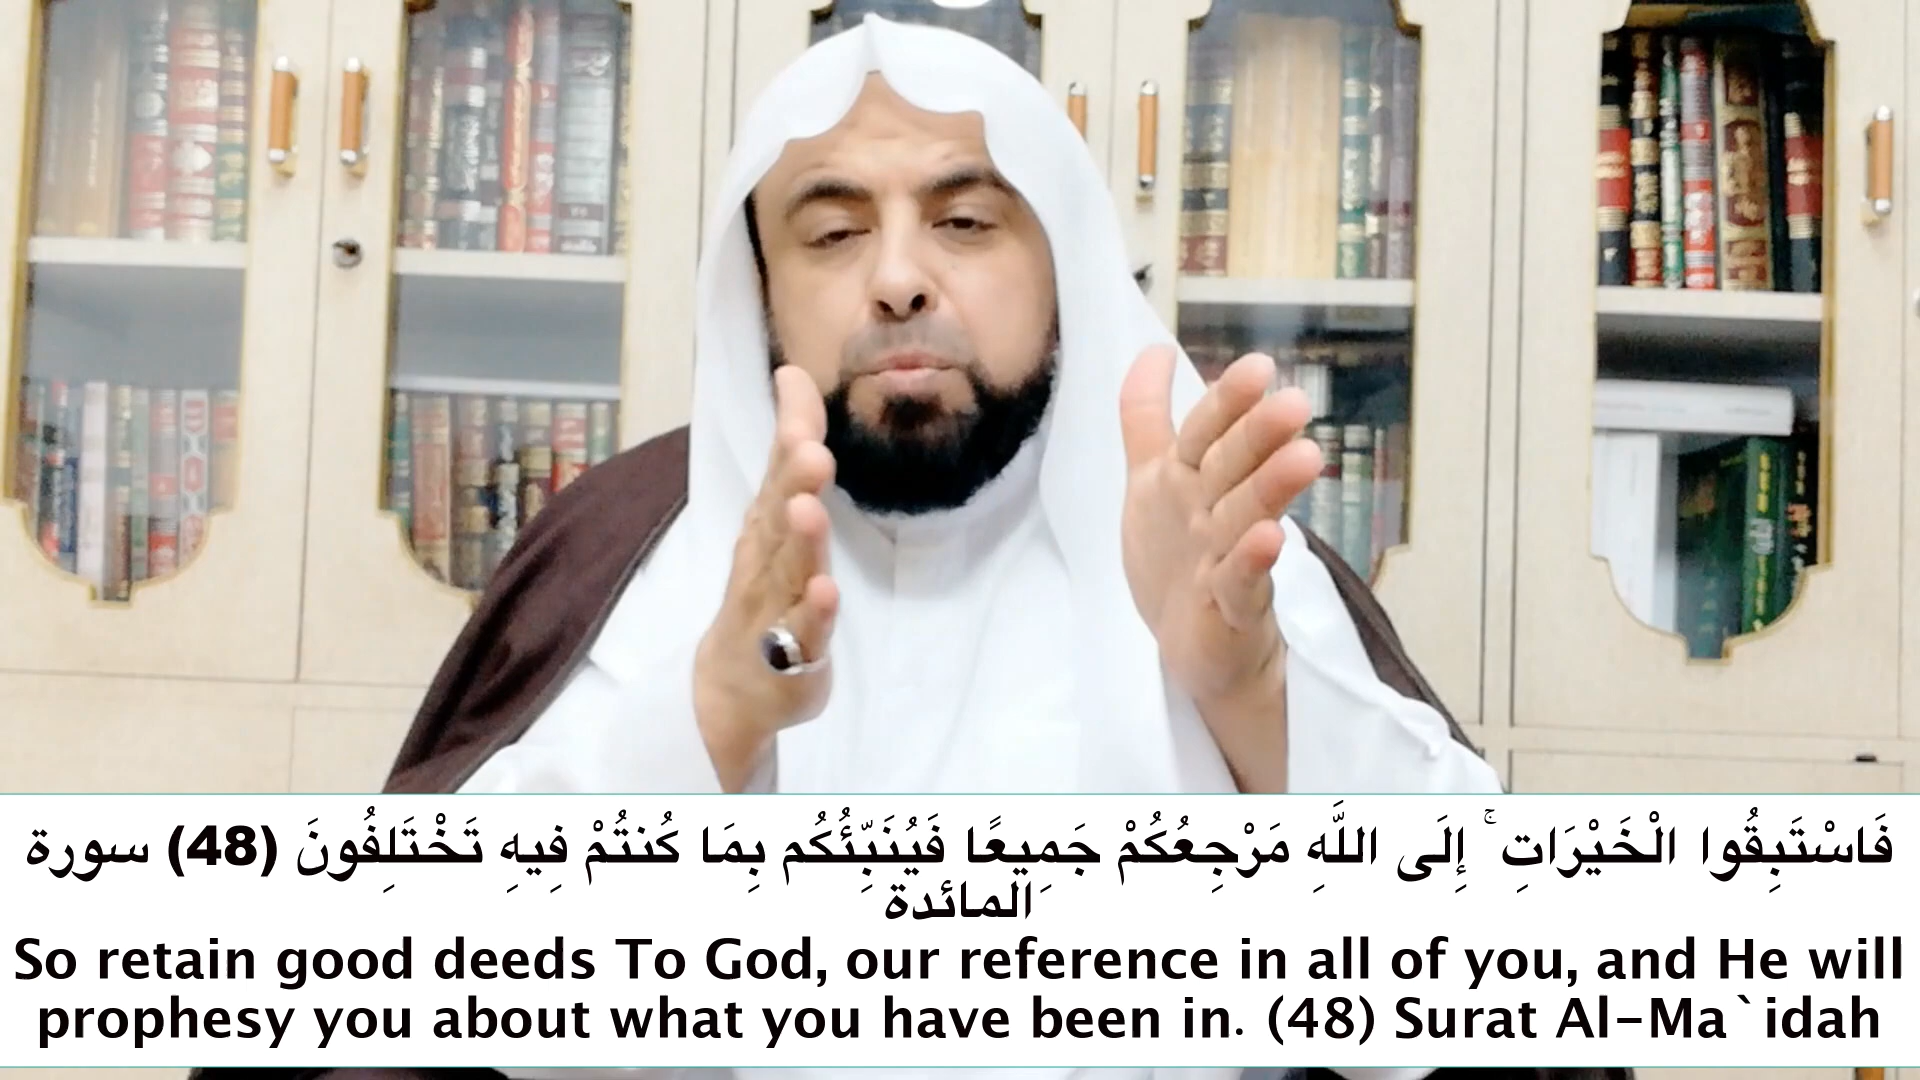 فَاسْتَبِقُوا الْخَيْرَاتِ ۚ إِلَى اللَّهِ مَرْجِعُكُمْ جَمِيعًا فَيُنَبِّئُكُم بِمَا كُنتُمْ فِيهِ تَخْتَلِفُونَ (48) سورة
المائدة
So retain good deeds To God, our reference in all of you, and He will
prophesy you about what you have been in. (48) Surat Al-Ma`idah